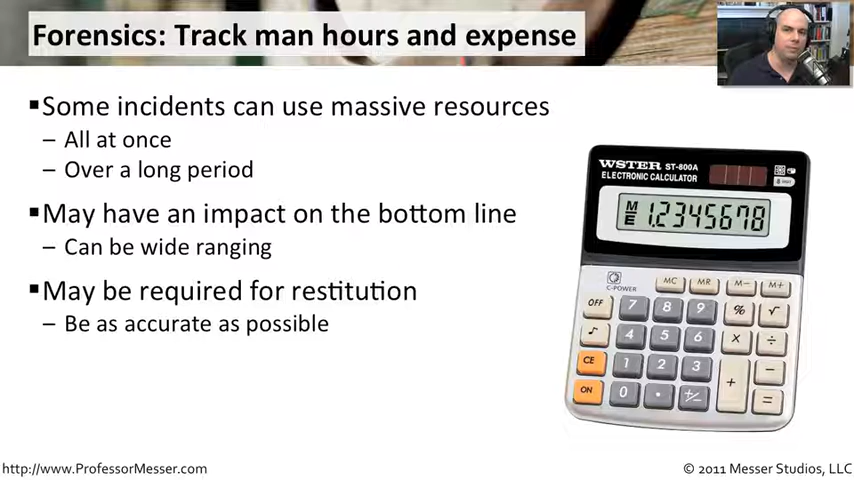 Forensics: Track man hours and expense
▪Some incidents can use massive resources
– All at once
– Over a long period
▪May have an impact on the bottom line
– Can be wide ranging
▪May be required for restitution
– Be as accurate as possible
WSTER ST-800A
ELECTRONIC CALCULATOR
8 DIGIT
M
E 1.2345678
C-POWER
MC MR M− M+
OFF 7 8 9 % √
♪ 4 5 6 X ÷
CE 1 2 3 + −
ON 0 • +/− =
http://www.ProfessorMesser.com
© 2011 Messer Studios, LLC